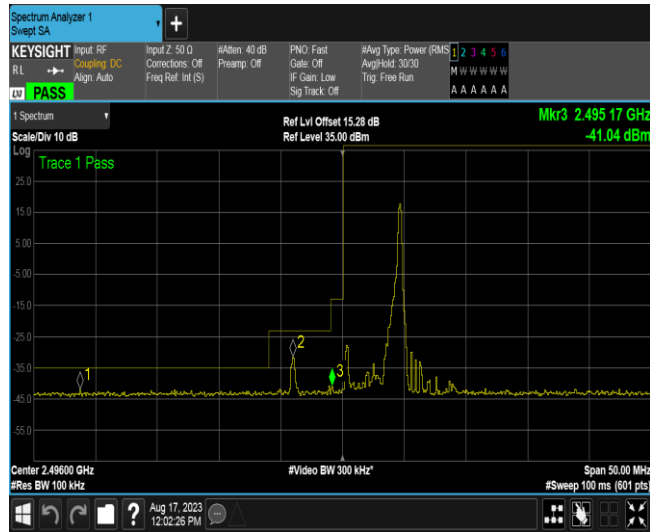 Spectrum Analyzer 1
Swept SA
+
KEYSIGHT Input: RF Input Z: 50 Ω #Atten: 40 dB PNO: Fast #Avg Type: Power (RMS 1 2 3 4 5 6
R L Coupling: DC Corrections: Off Preamp: Off Gate: Off Avg|Hold: 30/30 M W W W W W
Align: Auto Freq Ref: Int (S) IF Gain: Low Trig: Free Run
LXI PASS Sig Track: Off A A A A A A
1 Spectrum Ref Lvl Offset 15.28 dB Mkr3 2.495 17 GHz
Scale/Div 10 dB Ref Level 35.00 dBm -41.04 dBm
Log
Trace 1 Pass
25.0
15.0
5.00
-5.00
-15.0
-25.0
2
-35.0
1
3
-45.0
-55.0
Center 2.49600 GHz #Video BW 300 kHz* Span 50.00 MHz
#Res BW 100 kHz #Sweep 100 ms (601 pts)
? Aug 17, 2023
12:02:26 PM